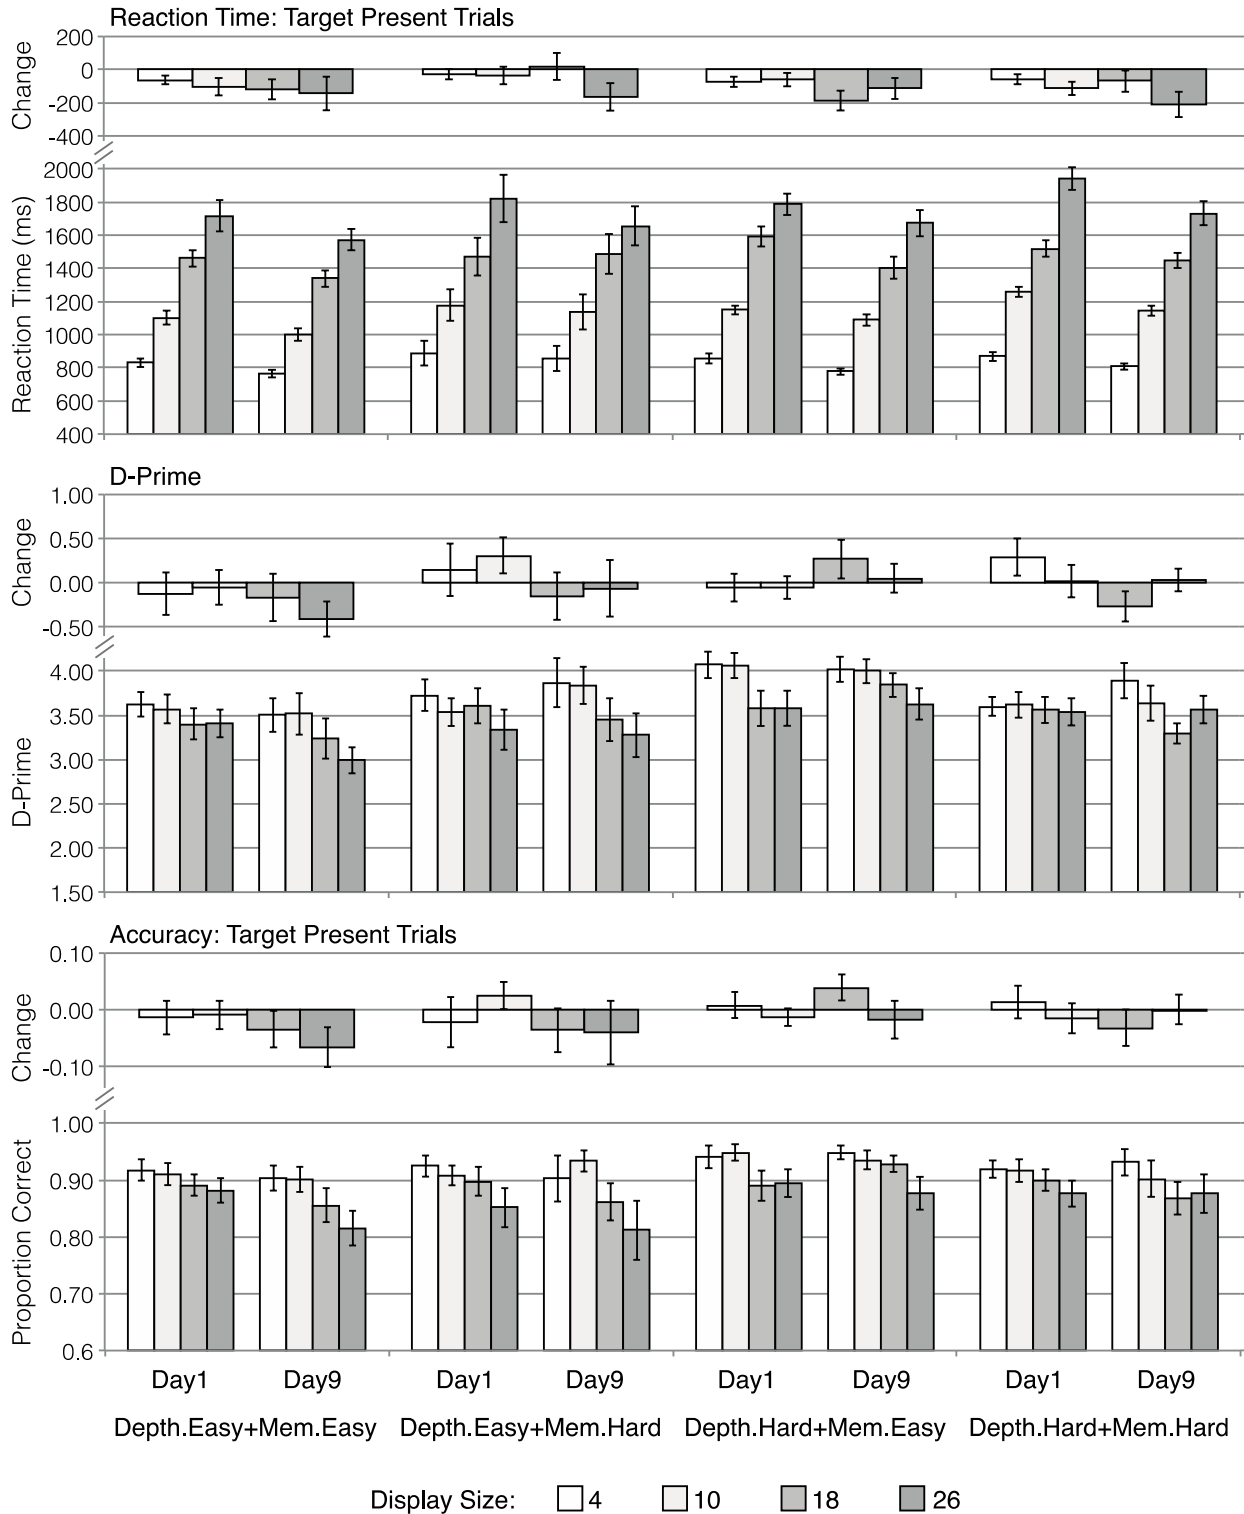 Reaction Time: Target Present Trials
Change
200
0
-200
-400
Reaction Time (ms)
2000
1800
1600
1400
1200
1000
800
600
400
D-Prime
Change
1.00
0.50
0.00
-0.50
D-Prime
4.00
3.50
3.00
2.50
2.00
1.50
Accuracy: Target Present Trials
Change
0.10
0.00
-0.10
Proportion Correct
1.00
0.90
0.80
0.70
0.6
Day1 Day9 Day1 Day9 Day1 Day9 Day1 Day9
Depth.Easy+Mem.Easy Depth.Easy+Mem.Hard Depth.Hard+Mem.Easy Depth.Hard+Mem.Hard
Display Size: 4 10 18 26